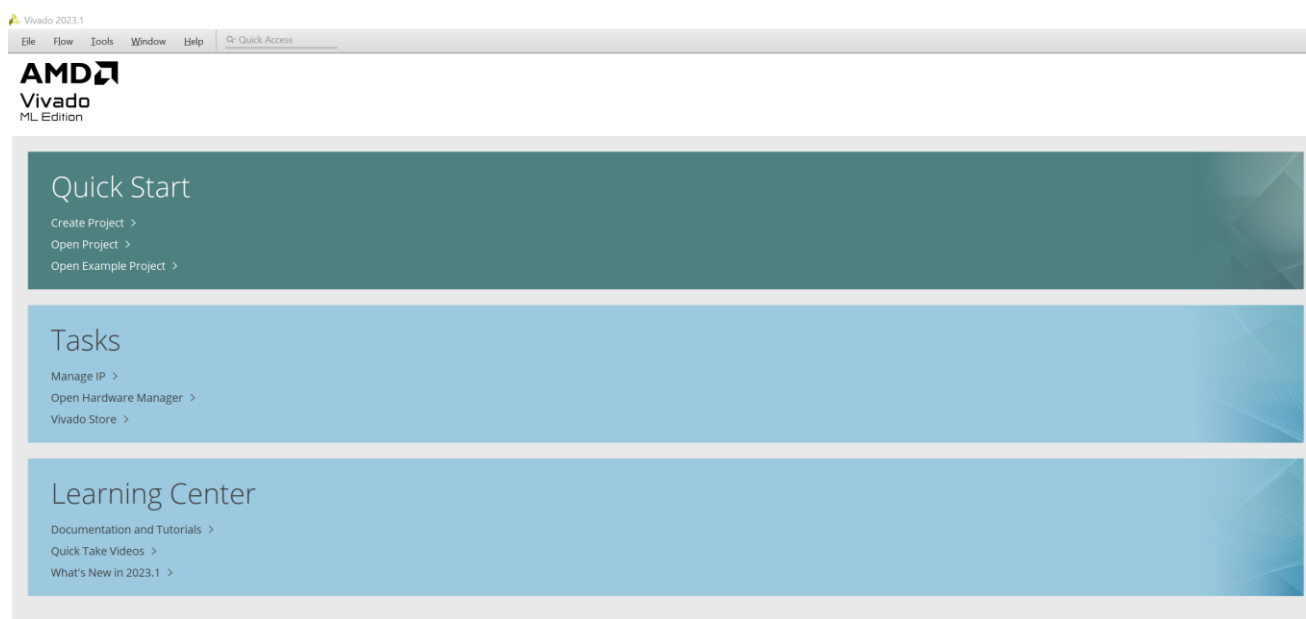 Vivado 2023.1
File Flow Tools Window Help Quick Access
AMD
Vivado
ML Edition
Quick Start
Create Project >
Open Project >
Open Example Project >
Tasks
Manage IP >
Open Hardware Manager >
Vivado Store >
Learning Center
Documentation and Tutorials >
Quick Take Videos >
What's New in 2023.1 >